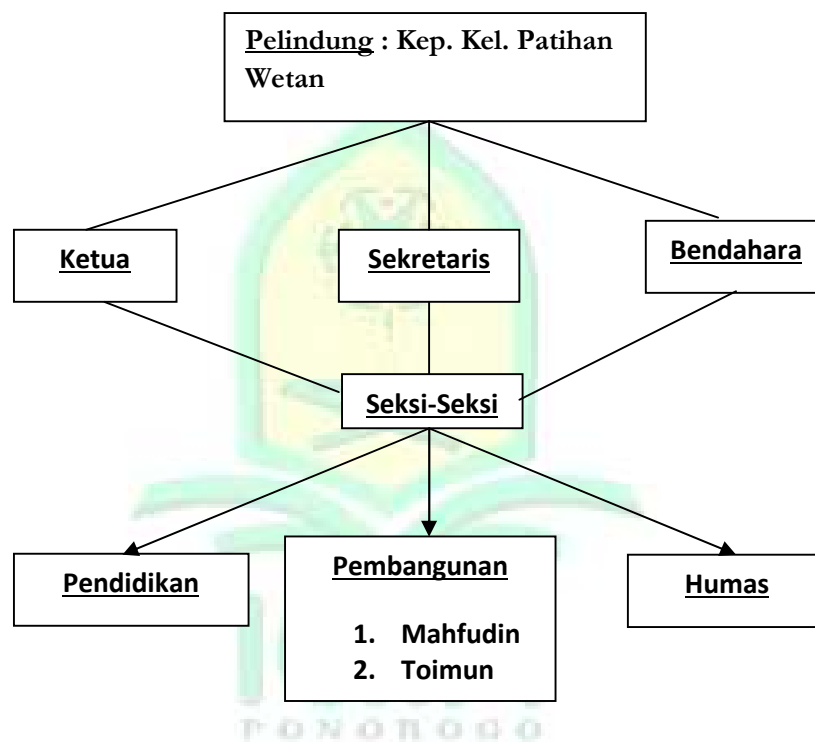 Pelindung : Kep. Kel. Patihan
Wetan
Ketua
Sekretaris
Bendahara
Seksi-Seksi
Pendidikan
Pembangunan
1. Mahfudin
2. Toimun
Humas
PONOROGO